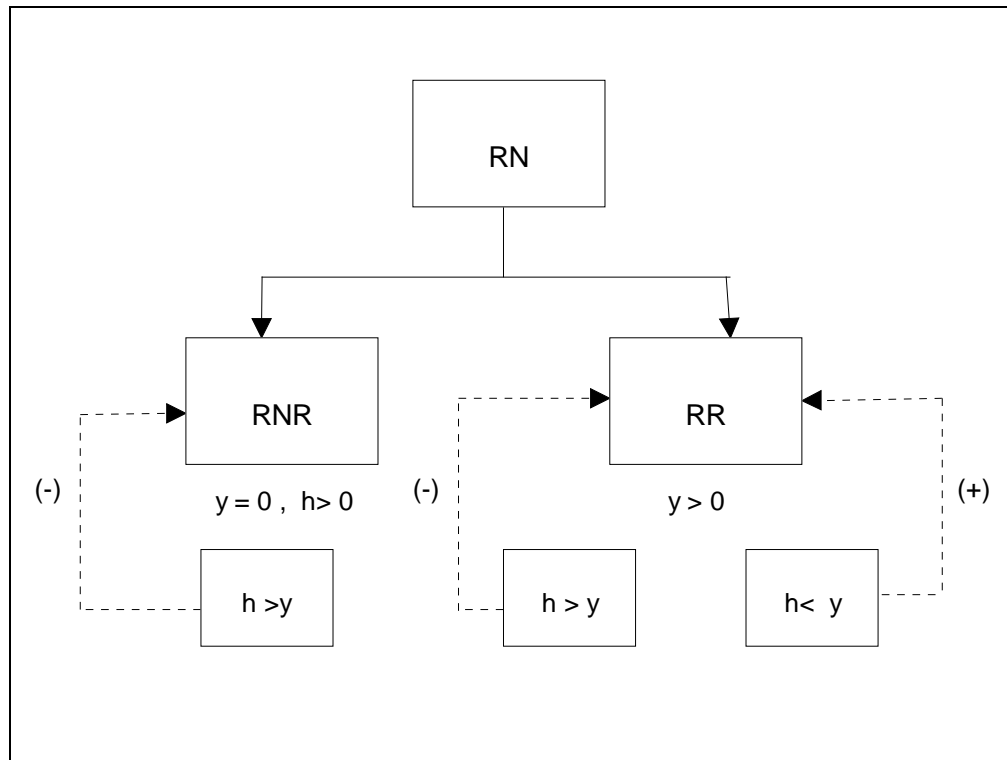 RN
RNR
RR
(-)
(-)
(+)
y = 0 , h> 0
y > 0
h >y
h > y
h< y